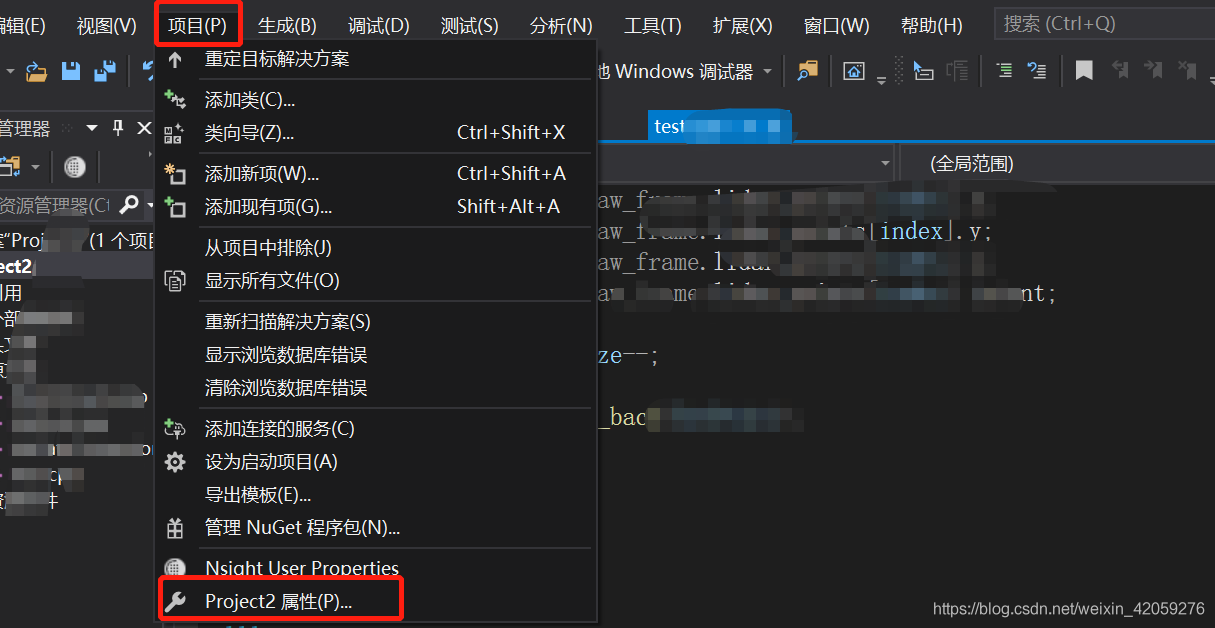 编辑(E) 视图(V) 项目(P) 生成(B) 调试(D) 测试(S) 分析(N) 工具(T) 扩展(X) 窗口(W) 帮助(H) 搜索 (Ctrl+Q)
重定目标解决方案
Windows 调试器
添加类(C)...
管理器
类向导(Z)... Ctrl+Shift+X
test
添加新项(W)... Ctrl+Shift+A
(全局范围)
添加现有项(G)... Shift+Alt+A
资源管理器(Ct
aw_frame.
aw_frame.l [index].y;
"Proj (1 个项目
从项目中排除(J)
aw_frame.lidar
ect2
显示所有文件(O)
引用
nt;
重新扫描解决方案(S)
显示浏览数据库错误
ze--;
清除浏览数据库错误
_bac
添加连接的服务(C)
设为启动项目(A)
导出模板(E)...
管理 NuGet 程序包(N)...
Nsight User Properties
Project2 属性(P)...
https://blog.csdn.net/weixin_42059276